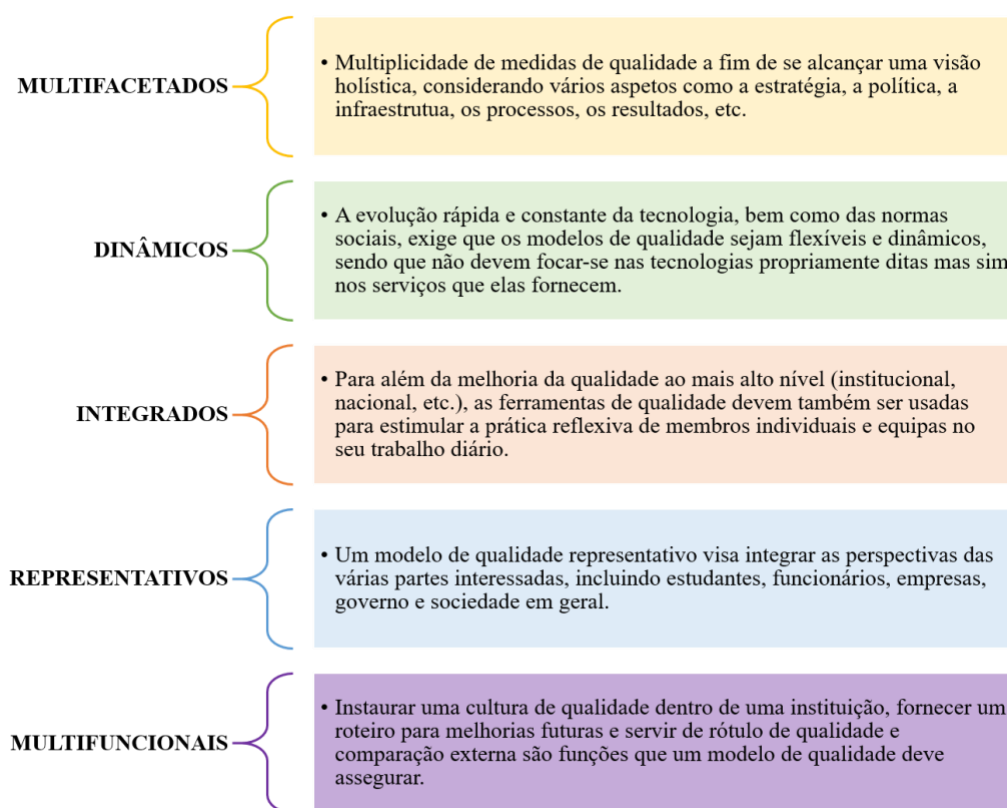 MULTIFACETADOS
• Multiplicidade de medidas de qualidade a fim de se alcançar uma visão
holística, considerando vários aspetos como a estratégia, a política, a
infraestrutua, os processos, os resultados, etc.
DINÂMICOS
• A evolução rápida e constante da tecnologia, bem como das normas
sociais, exige que os modelos de qualidade sejam flexíveis e dinâmicos,
sendo que não devem focar-se nas tecnologias propriamente ditas mas sim
nos serviços que elas fornecem.
INTEGRADOS
• Para além da melhoria da qualidade ao mais alto nível (institucional,
nacional, etc.), as ferramentas de qualidade devem também ser usadas
para estimular a prática reflexiva de membros individuais e equipas no
seu trabalho diário.
REPRESENTATIVOS
• Um modelo de qualidade representativo visa integrar as perspectivas das
várias partes interessadas, incluindo estudantes, funcionários, empresas,
governo e sociedade em geral.
MULTIFUNCIONAIS
• Instaurar uma cultura de qualidade dentro de uma instituição, fornecer um
roteiro para melhorias futuras e servir de rótulo de qualidade e
comparação externa são funções que um modelo de qualidade deve
assegurar.